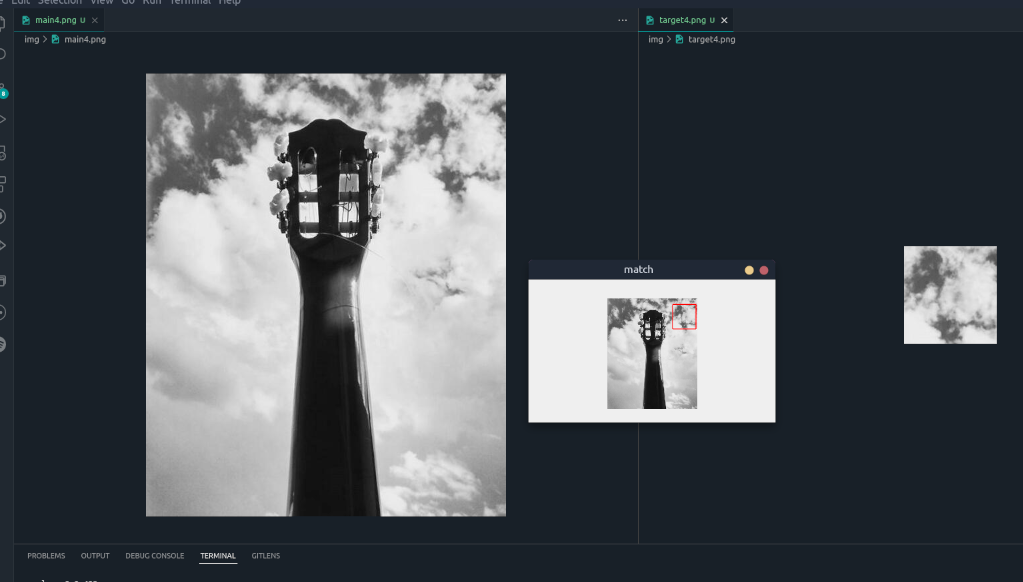 Edit Selection View Go Run Terminal Help
main4.png U
target4.png U
img > main4.png
img > target4.png
8
match
PROBLEMS OUTPUT DEBUG CONSOLE TERMINAL GITLENS